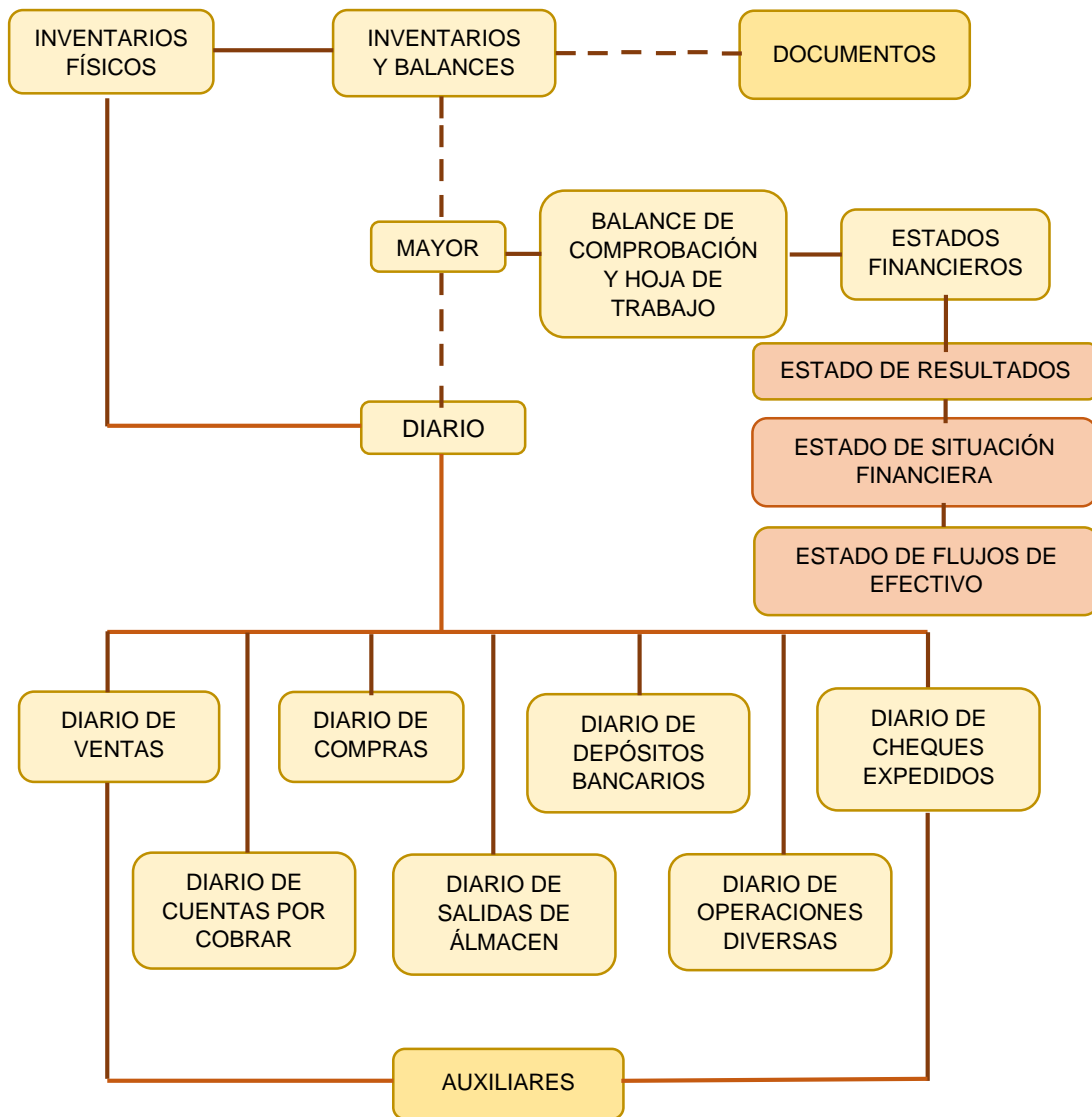 INVENTARIOS
FÍSICOS
INVENTARIOS
Y BALANCES
DOCUMENTOS
MAYOR
BALANCE DE
COMPROBACIÓN
Y HOJA DE
TRABAJO
ESTADOS
FINANCIEROS
ESTADO DE RESULTADOS
ESTADO DE SITUACIÓN
FINANCIERA
ESTADO DE FLUJOS DE
EFECTIVO
DIARIO
DIARIO DE
VENTAS
DIARIO DE
COMPRAS
DIARIO DE
DEPÓSITOS
BANCARIOS
DIARIO DE
CHEQUES
EXPEDIDOS
DIARIO DE
CUENTAS POR
COBRAR
DIARIO DE
SALIDAS DE
ÁLMACEN
DIARIO DE
OPERACIONES
DIVERSAS
AUXILIARES